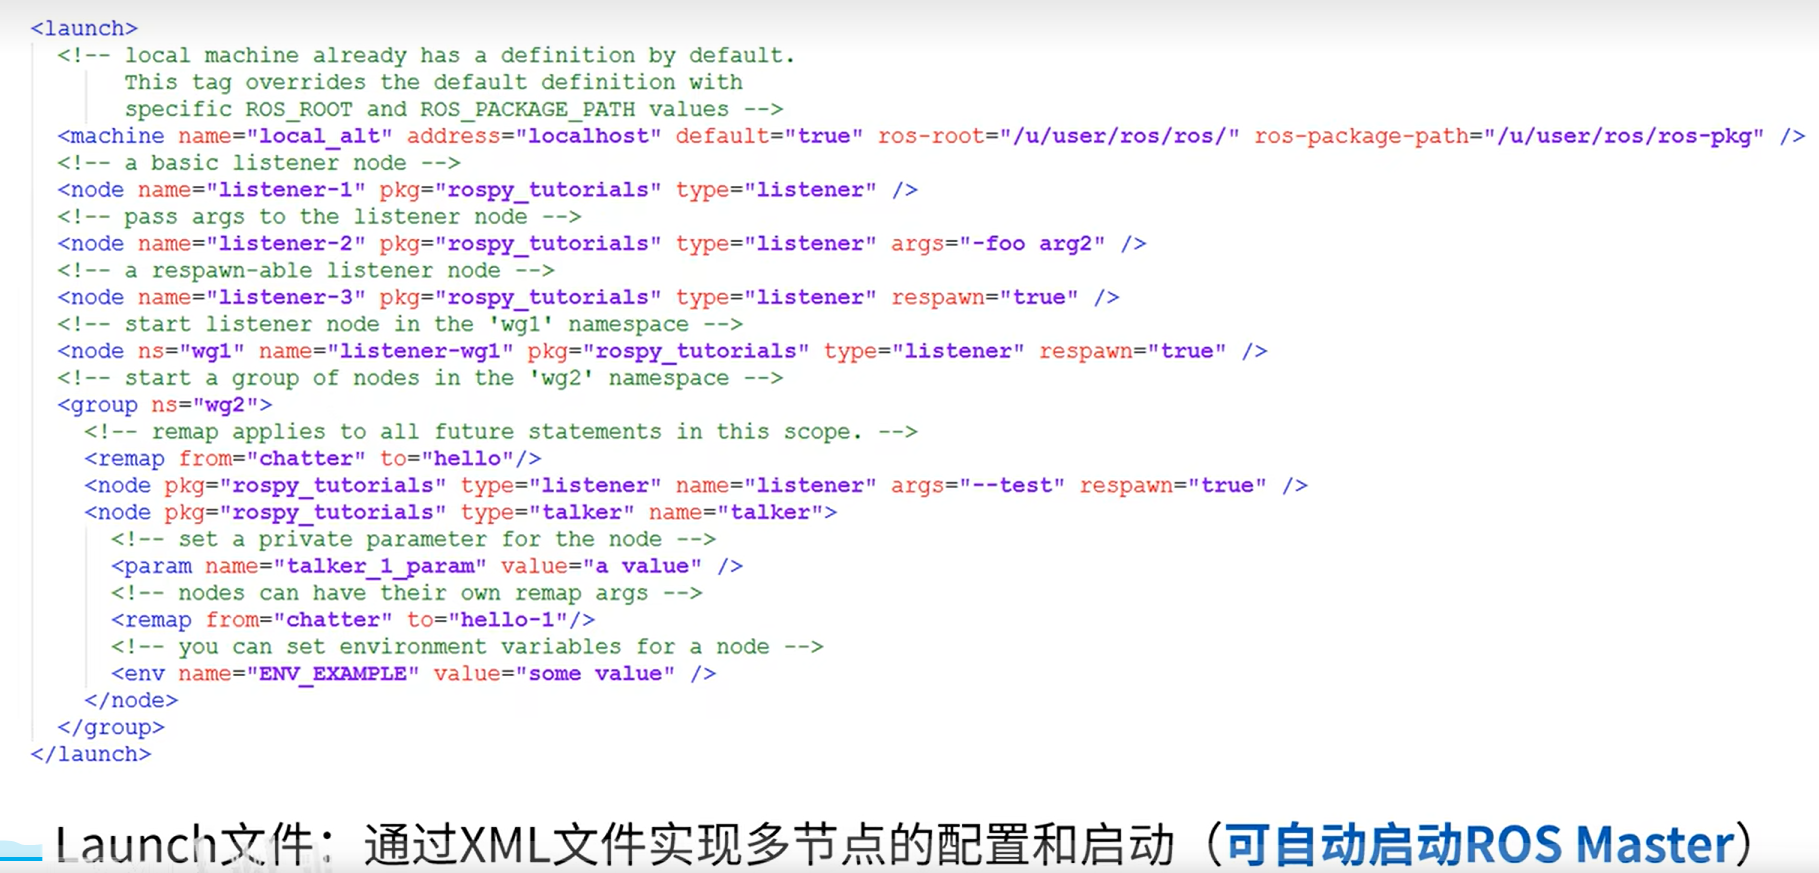 <launch>
<!-- local machine already has a definition by default.
This tag overrides the default definition with
specific ROS_ROOT and ROS_PACKAGE_PATH values -->
<machine name="local_alt" address="localhost" default="true" ros-root="/u/user/ros/ros/" ros-package-path="/u/user/ros/ros-pkg" />
<!-- a basic listener node -->
<node name="listener-1" pkg="rospy_tutorials" type="listener" />
<!-- pass args to the listener node -->
<node name="listener-2" pkg="rospy_tutorials" type="listener" args="-foo arg2" />
<!-- a respawn-able listener node -->
<node name="listener-3" pkg="rospy_tutorials" type="listener" respawn="true" />
<!-- start listener node in the 'wg1' namespace -->
<node ns="wg1" name="listener-wg1" pkg="rospy_tutorials" type="listener" respawn="true" />
<!-- start a group of nodes in the 'wg2' namespace -->
<group ns="wg2">
<!-- remap applies to all future statements in this scope. -->
<remap from="chatter" to="hello"/>
<node pkg="rospy_tutorials" type="listener" name="listener" args="--test" respawn="true" />
<node pkg="rospy_tutorials" type="talker" name="talker">
<!-- set a private parameter for the node -->
<param name="talker_1_param" value="a value" />
<!-- nodes can have their own remap args -->
<remap from="chatter" to="hello-1"/>
<!-- you can set environment variables for a node -->
<env name="ENV_EXAMPLE" value="some value" />
</node>
</group>
</launch>
Launch文件：通过XML文件实现多节点的配置和启动（可自动启动ROS Master）